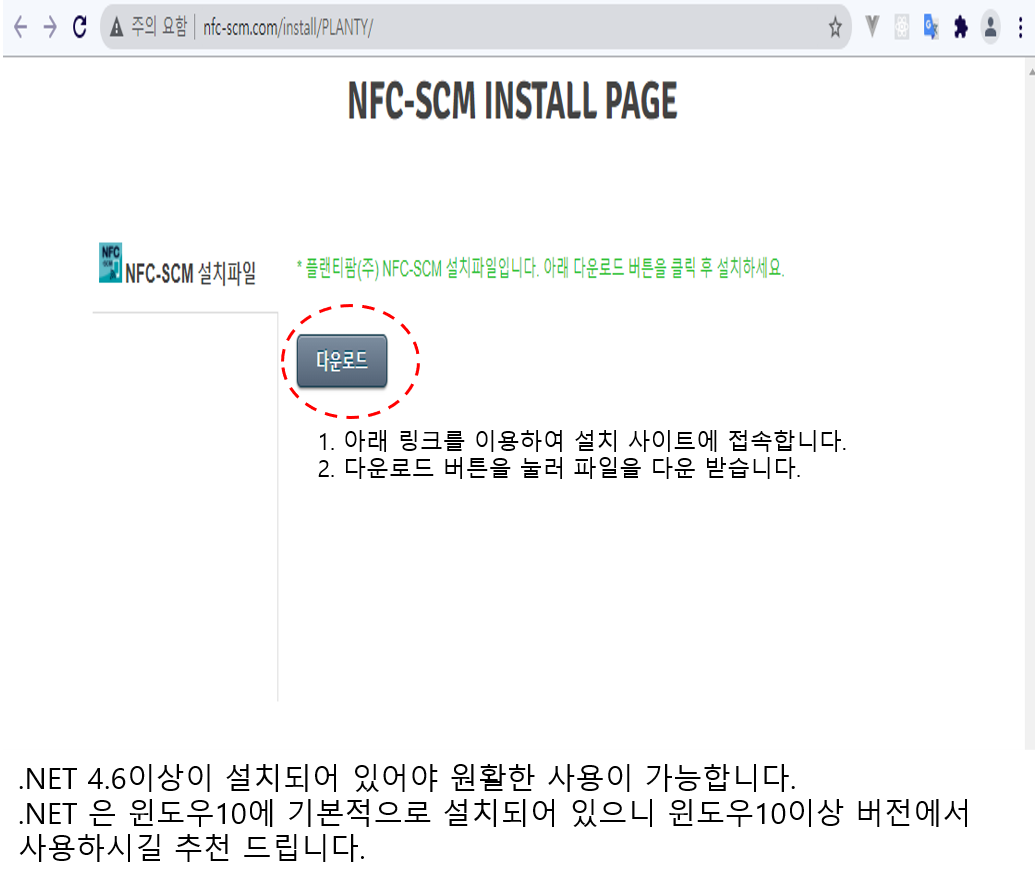 주의 요함 | nfc-scm.com/install/PLANTY/
NFC-SCM INSTALL PAGE
NFC
NFC-SCM 설치파일
* 플랜티팜(주) NFC-SCM 설치파일입니다. 아래 다운로드 버튼을 클릭 후 설치하세요.
다운로드
1. 아래 링크를 이용하여 설치 사이트에 접속합니다.
2. 다운로드 버튼을 눌러 파일을 다운 받습니다.
.NET 4.6이상이 설치되어 있어야 원활한 사용이 가능합니다.
.NET 은 윈도우10에 기본적으로 설치되어 있으니 윈도우10이상 버전에서
사용하시길 추천 드립니다.